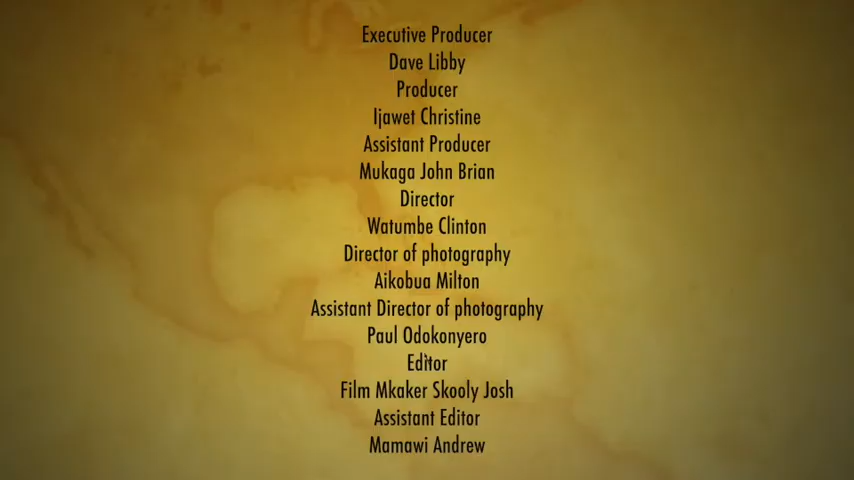 Executive Producer
Dave Libby
Producer
Ijawet Christine
Assistant Producer
Mukaga John Brian
Director
Watumbe Clinton
Director of photography
Aikobua Milton
Assistant Director of photography
Paul Odokonyero
Editor
Film Mkaker Skooly Josh
Assistant Editor
Mamawi Andrew